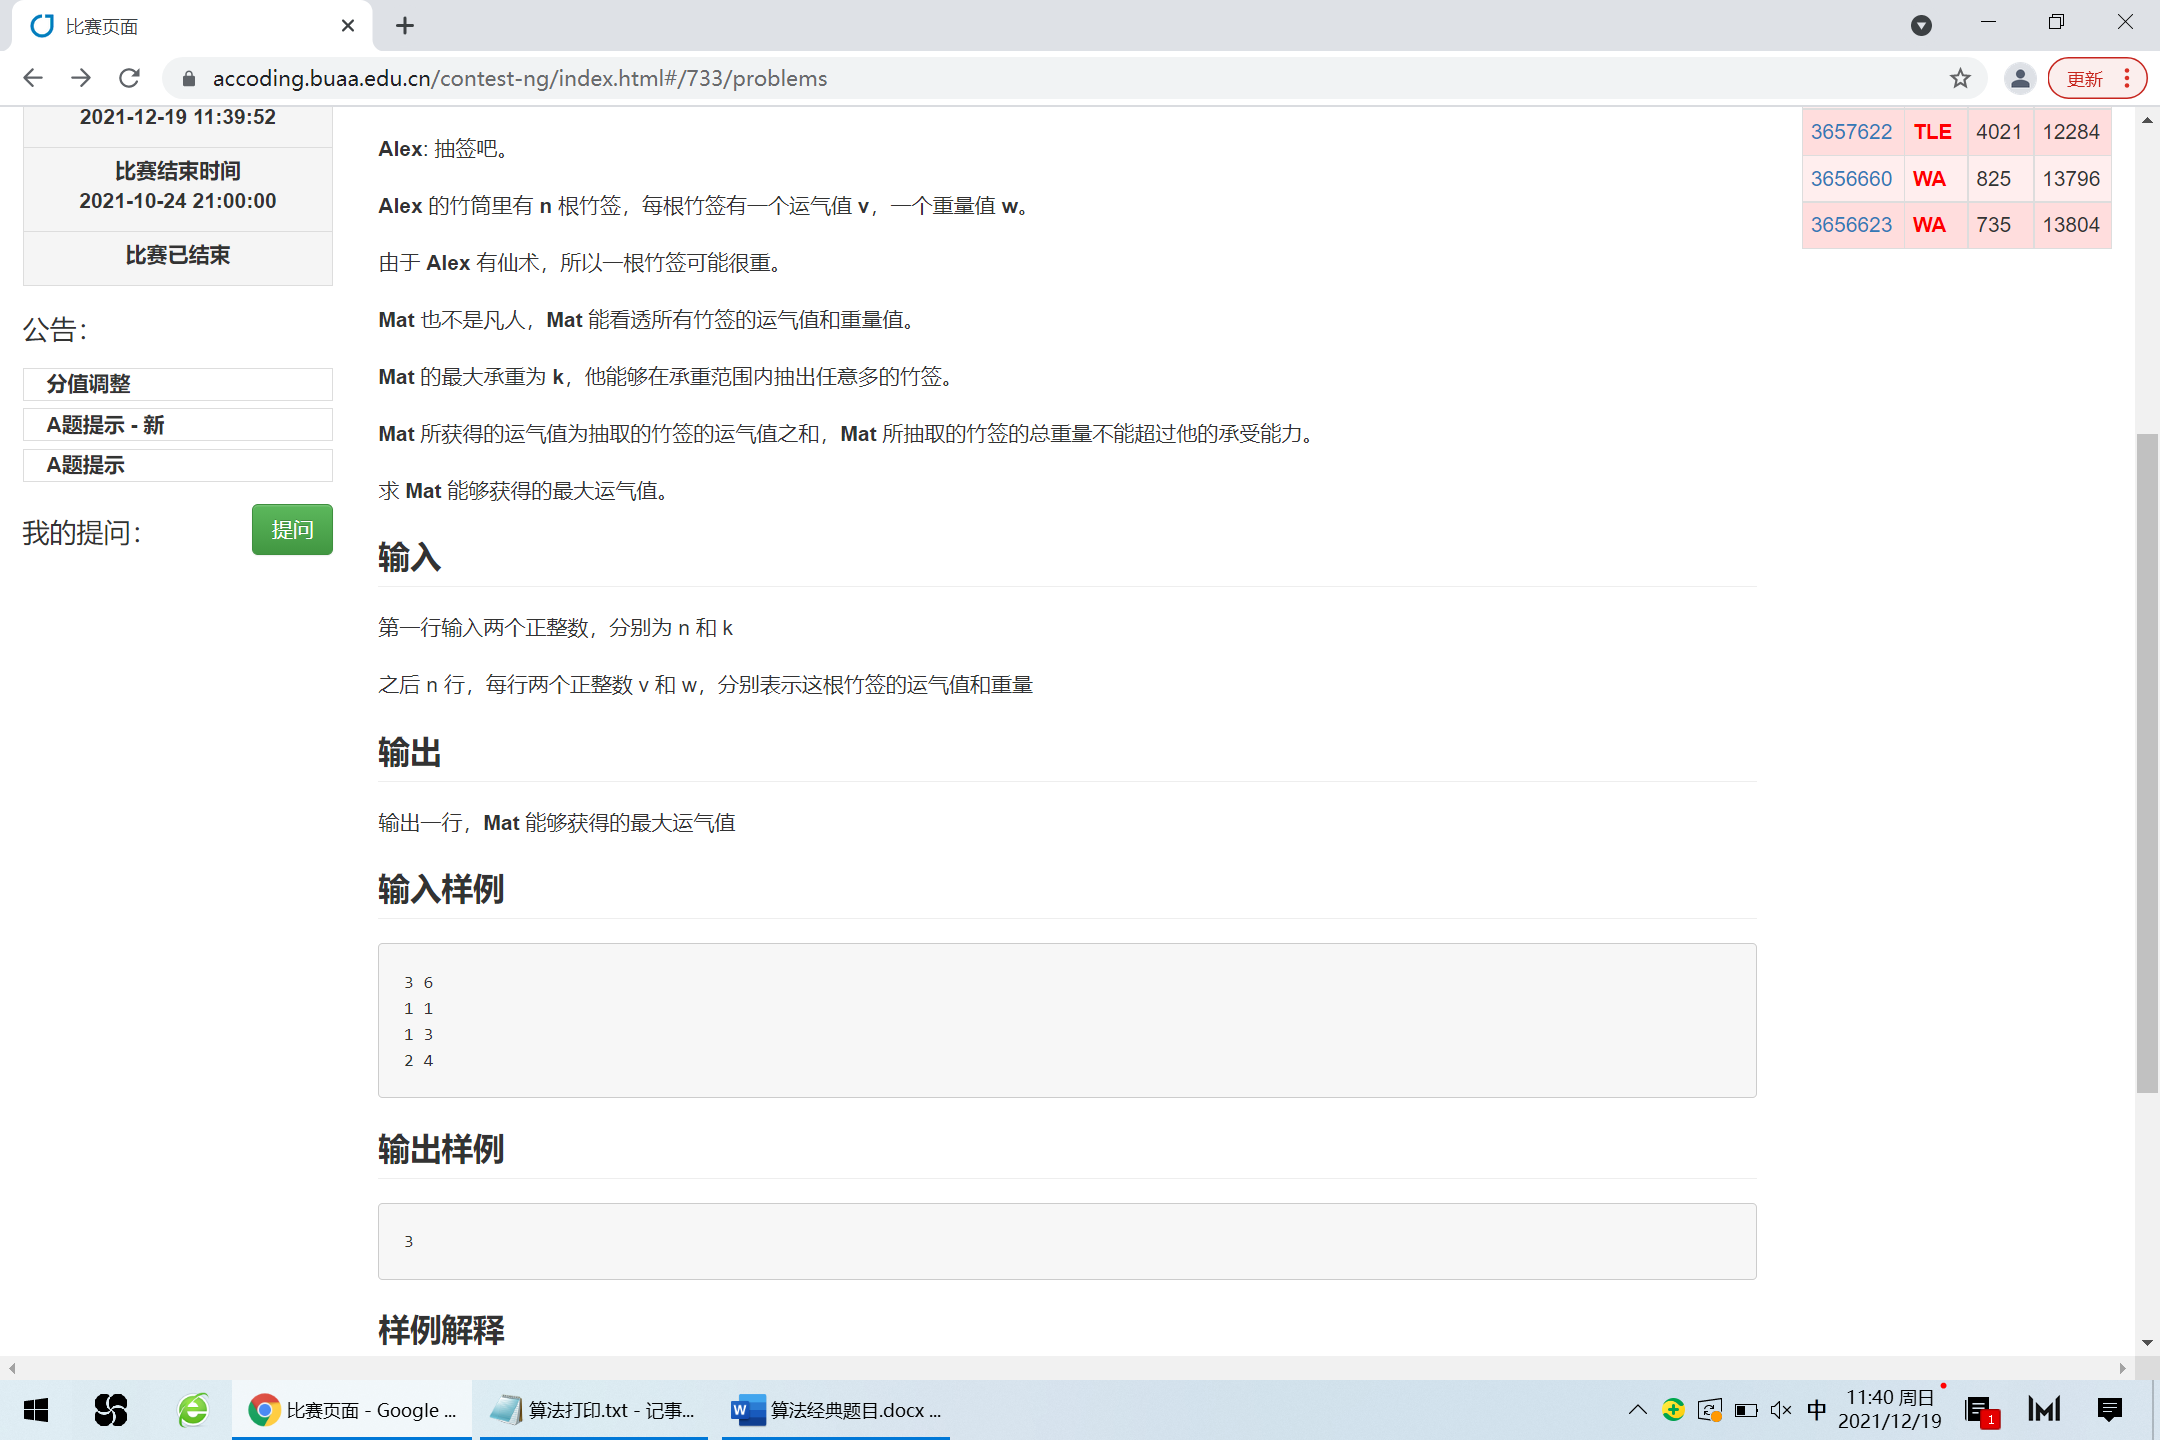 比赛页面
accoding.buaa.edu.cn/contest-ng/index.html#/733/problems
更新
2021-12-19 11:39:52
比赛结束时间
2021-10-24 21:00:00
比赛已结束
公告：
分值调整
A题提示 - 新
A题提示
我的提问：
提问
Alex: 抽签吧。
Alex 的竹筒里有 n 根竹签，每根竹签有一个运气值 v，一个重量值 w。
由于 Alex 有仙术，所以一根竹签可能很重。
Mat 也不是凡人，Mat 能看透所有竹签的运气值和重量值。
Mat 的最大承重为 k，他能够在承重范围内抽出任意多的竹签。
Mat 所获得的运气值为抽取的竹签的运气值之和，Mat 所抽取的竹签的总重量不能超过他的承受能力。
求 Mat 能够获得的最大运气值。
输入
第一行输入两个正整数，分别为 n 和 k
之后 n 行，每行两个正整数 v 和 w，分别表示这根竹签的运气值和重量
输出
输出一行，Mat 能够获得的最大运气值
输入样例
3 6
1 1
1 3
2 4
输出样例
3
样例解释
3657622 TLE 4021 12284
3656660 WA 825 13796
3656623 WA 735 13804
比赛页面 - Google ...
算法打印.txt - 记事...
算法经典题目.docx ...
中
11:40 周日
2021/12/19
1